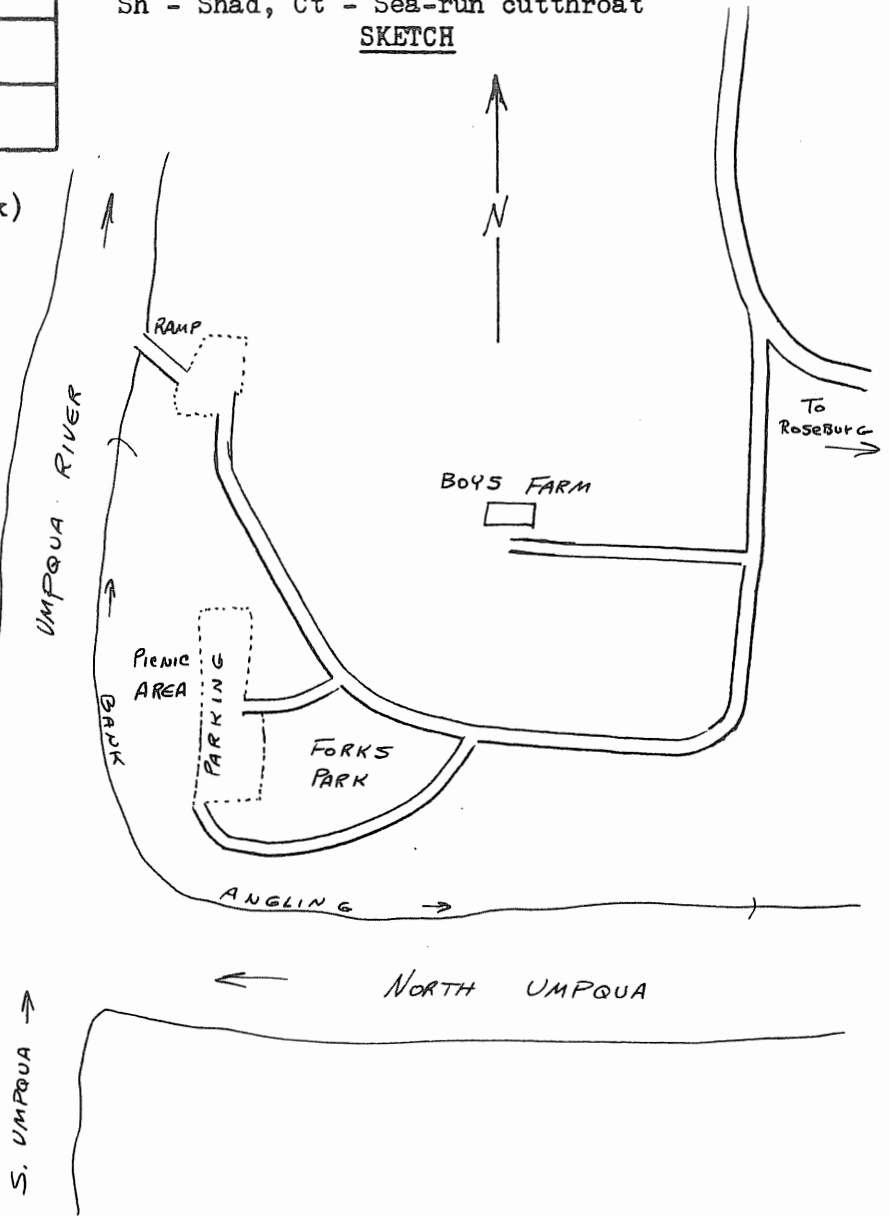 Sh - Shad, Ct - Sea-run cutthroat
SKETCH
N
RAMP
UMPQUA RIVER
To
Roseburg
BOYS FARM
Picnic
AREA
PARKING
BANK
FORKS
PARK
ANGLING
NORTH UMPQUA
S. UMPQUA